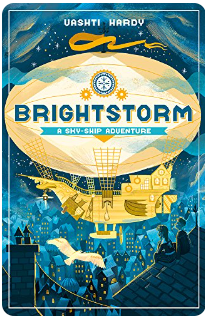 VASHTI HARDY
BRIGHTSTORM
A SKY-SHIP ADVENTURE